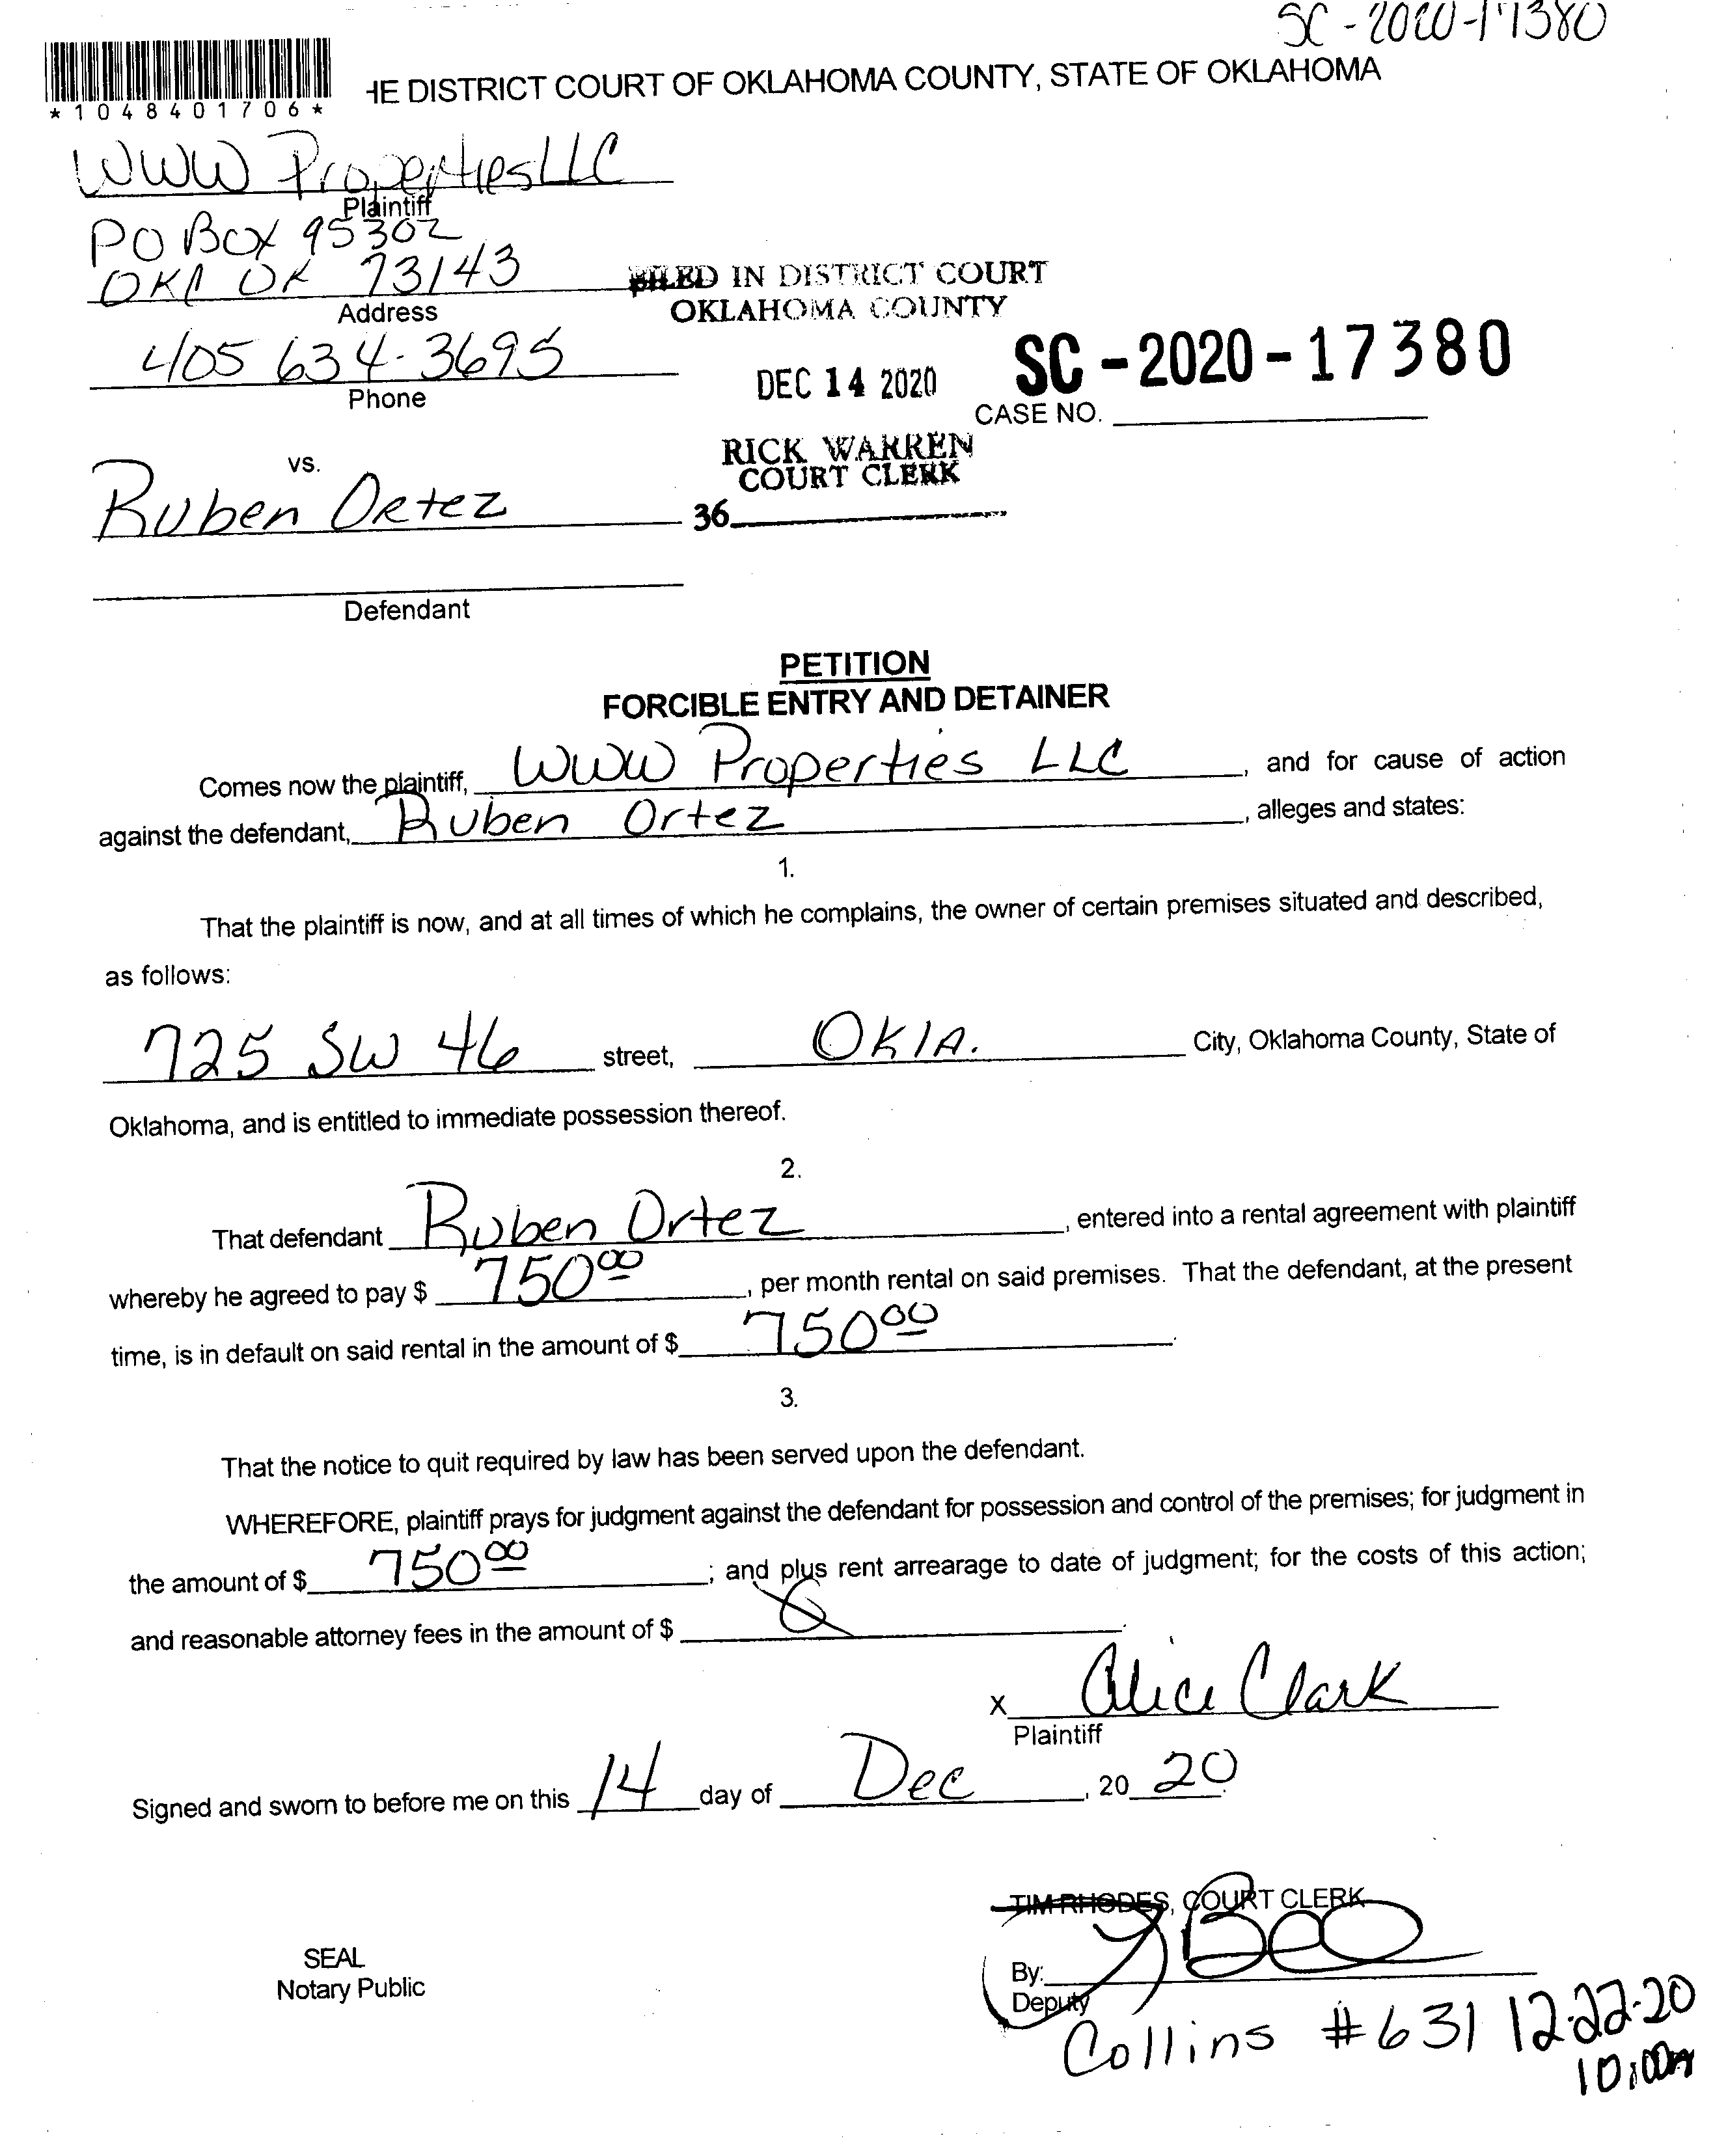 SC-2020-17380
HE DISTRICT COURT OF OKLAHOMA COUNTY, STATE OF OKLAHOMA
*1048401706*
WWW Properties LLC
Plaintiff
PO Box 95302
OKC OK 73143
Address
FILED IN DISTRICT COURT
OKLAHOMA COUNTY
405 634-3695
Phone
DEC 14 2020
SC-2020-17380
CASE NO.
RICK WARREN
COURT CLERK
36
vs.
Ruben Ortez
Defendant
PETITION
FORCIBLE ENTRY AND DETAINER
Comes now the plaintiff, WWW Properties LLC, and for cause of action
against the defendant, Ruben Ortez, alleges and states:
1.
That the plaintiff is now, and at all times of which he complains, the owner of certain premises situated and described,
as follows:
725 SW 46 street, OKlA. City, Oklahoma County, State of
Oklahoma, and is entitled to immediate possession thereof.
2.
That defendant Ruben Ortez, entered into a rental agreement with plaintiff
whereby he agreed to pay $ 750 00, per month rental on said premises. That the defendant, at the present
time, is in default on said rental in the amount of $ 750 00.
3.
That the notice to quit required by law has been served upon the defendant.
WHEREFORE, plaintiff prays for judgment against the defendant for possession and control of the premises; for judgment in
the amount of $ 750 00; and plus rent arrearage to date of judgment; for the costs of this action;
and reasonable attorney fees in the amount of $ 0.
X Alice Clark
Plaintiff
Signed and sworn to before me on this 14 day of Dec, 20 20
TIM RHODES, COURT CLERK
SEAL
Notary Public
By:
Deputy
Collins #631 12-22-20
10:00